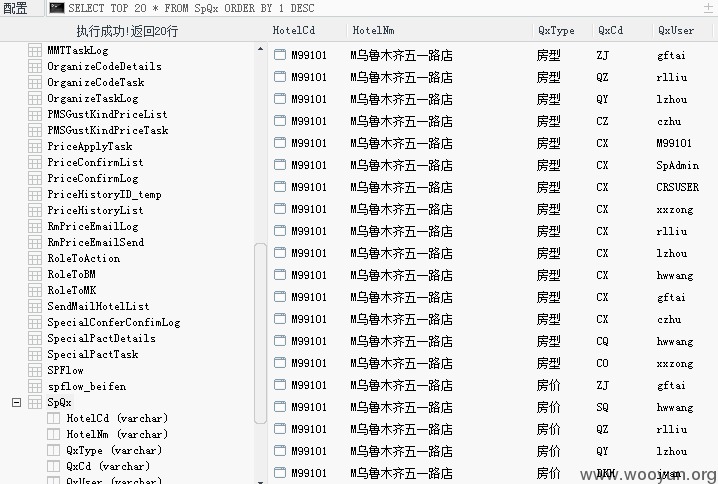 配置 SELECT TOP 20 * FROM SpQx ORDER BY 1 DESC
执行成功!返回20行
MMTTaskLog
OrganizeCodeDetails
OrganizeCodeTask
OrganizeTaskLog
PMSGustKindPriceList
PMSGustKindPriceTask
PriceApplyTask
PriceConfirmList
PriceConfirmLog
PriceHistoryID_temp
PriceHistoryList
RmPriceEmailLog
RmPriceEmailSend
RoleToAction
RoleToBM
RoleToMK
SendMailHotelList
SpecialConferConfimLog
SpecialPactDetails
SpecialPactTask
SPFlow
spflow_beifen
SpQx
HotelCd (varchar)
HotelNm (varchar)
QxType (varchar)
QxCd (varchar)
QxUser (varchar)
HotelCd HotelNm QxType QxCd QxUser
M99101 M乌鲁木齐五一路店 房型 ZJ gftai
M99101 M乌鲁木齐五一路店 房型 QZ rlliu
M99101 M乌鲁木齐五一路店 房型 QY lzhou
M99101 M乌鲁木齐五一路店 房型 CZ czhu
M99101 M乌鲁木齐五一路店 房型 CX M99101
M99101 M乌鲁木齐五一路店 房型 CX SpAdmin
M99101 M乌鲁木齐五一路店 房型 CX CRSUSER
M99101 M乌鲁木齐五一路店 房型 CX xxzong
M99101 M乌鲁木齐五一路店 房型 CX rlliu
M99101 M乌鲁木齐五一路店 房型 CX lzhou
M99101 M乌鲁木齐五一路店 房型 CX hwwang
M99101 M乌鲁木齐五一路店 房型 CX gftai
M99101 M乌鲁木齐五一路店 房型 CX czhu
M99101 M乌鲁木齐五一路店 房型 CQ hwwang
M99101 M乌鲁木齐五一路店 房型 CO xxzong
M99101 M乌鲁木齐五一路店 房价 ZJ gftai
M99101 M乌鲁木齐五一路店 房价 SQ hwwang
M99101 M乌鲁木齐五一路店 房价 QZ rlliu
M99101 M乌鲁木齐五一路店 房价 QY lzhou
M99101 M乌鲁木齐五一路店 房价
www.wooyun.org